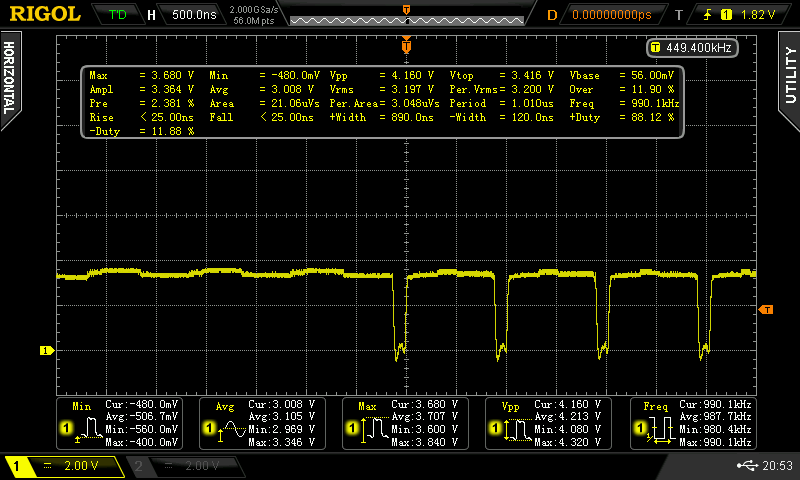 RIGOL T'D H 500.0ns 2.000GSa/s 56.0M pts T D 0.00000000ps T 1 1.82 V
HORIZONTAL
UTILITY
T
T 449.400kHz
Max = 3.680 V Min = -480.0mV Vpp = 4.160 V Vtop = 3.416 V Vbase = 56.00mV
Ampl = 3.364 V Avg = 3.008 V Vrms = 3.197 V Per.Vrms= 3.200 V Over = 11.90 %
Pre = 2.381 % Area = 21.06uVs Per.Area= 3.048uVs Period = 1.010us Freq = 990.1kHz
Rise < 25.00ns Fall < 25.00ns +Width = 890.0ns -Width = 120.0ns +Duty = 88.12 %
-Duty = 11.88 %
T
1
Min Cur:-480.0mV
Avg:-506.7mV
1 Min:-560.0mV
Max:-400.0mV
Avg Cur:3.008 V
Avg:3.105 V
1 Min:2.969 V
Max:3.346 V
Max Cur:3.680 V
Avg:3.707 V
1 Min:3.600 V
Max:3.840 V
Vpp Cur:4.160 V
Avg:4.213 V
1 Min:4.080 V
Max:4.320 V
Freq Cur:990.1kHz
Avg:987.7kHz
1 Min:980.4kHz
Max:990.1kHz
1 2.00 V 2 2.00 V 20:53